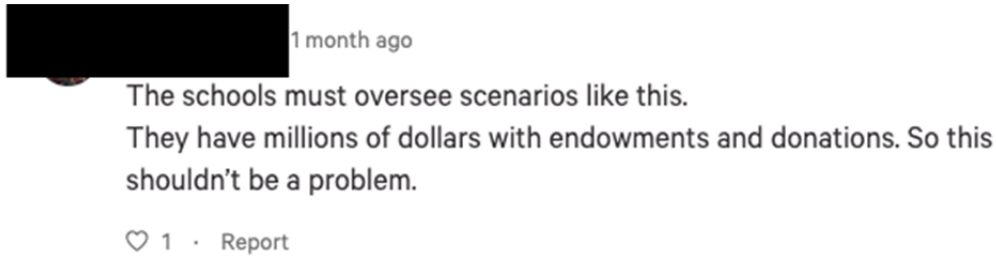 1 month ago
The schools must oversee scenarios like this.
They have millions of dollars with endowments and donations. So this
shouldn't be a problem.
1 · Report